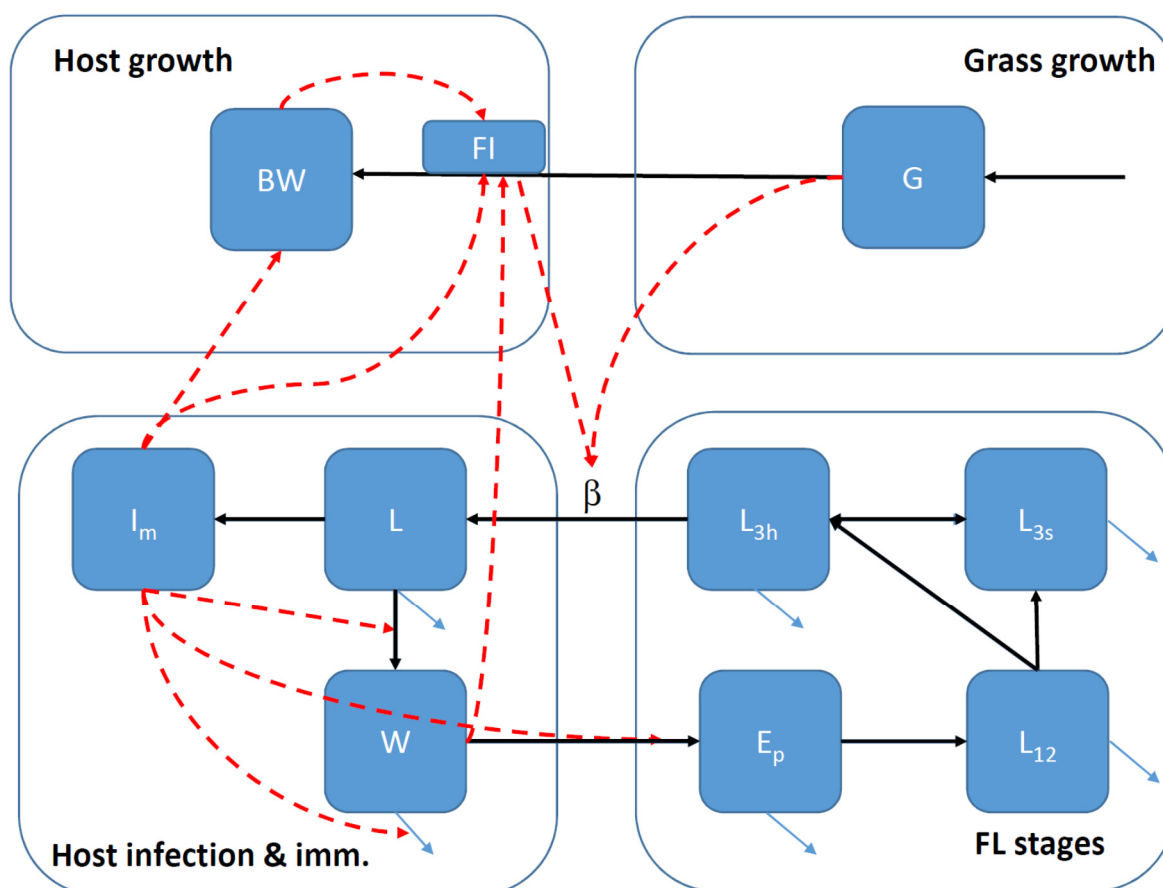 Host growth
Grass growth
FI
BW
G
β
Iₘ
L
L₃ₕ
L₃ₛ
W
Eₚ
L₁₂
Host infection & imm.
FL stages